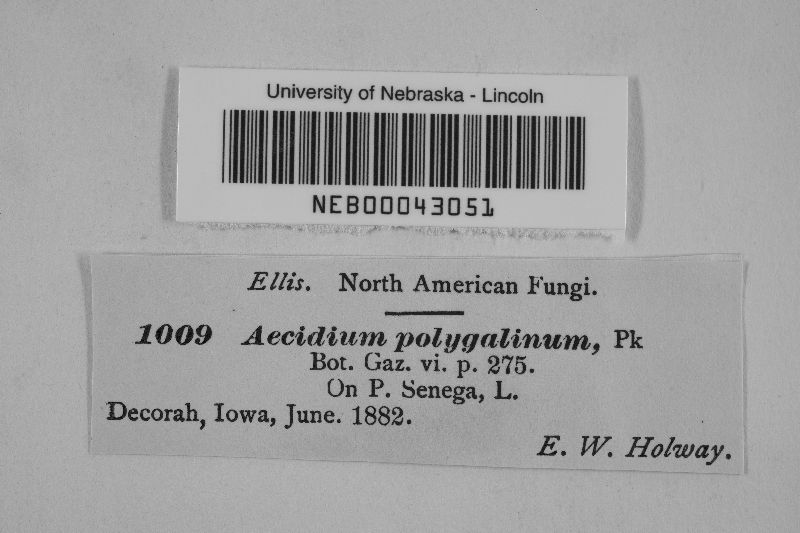 University of Nebraska - Lincoln
NEB00043051
Ellis. North American Fungi.
1009 Aecidium polygalinum, Pk
Bot. Gaz. vi. p. 275.
On P. Senega, L.
Decorah, Iowa, June. 1882.
E. W. Holway.